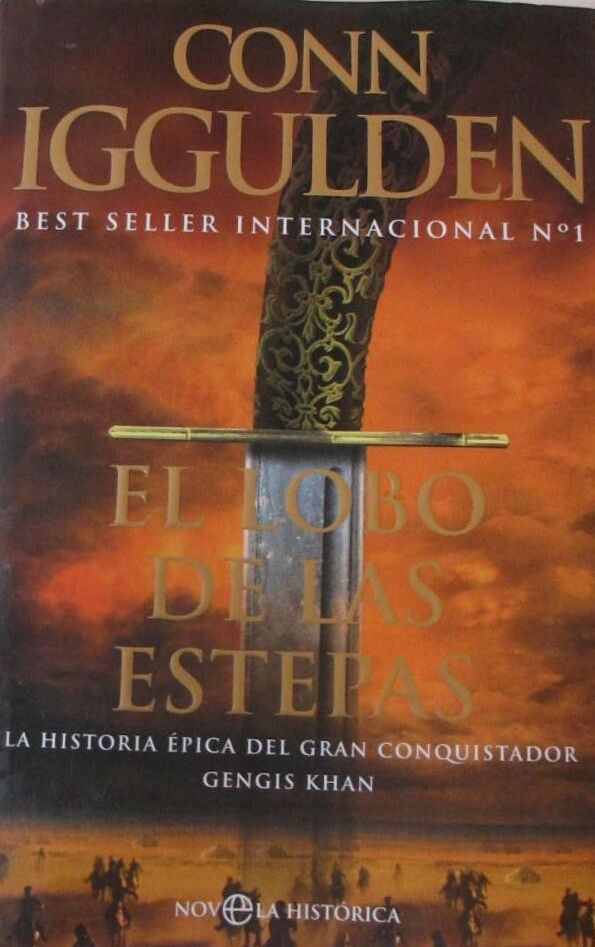 CONN
IGGULDEN
BEST SELLER INTERNACIONAL Nº1
EL LOBO
DE LAS
ESTEPAS
LA HISTORIA ÉPICA DEL GRAN CONQUISTADOR
GENGIS KHAN
NOVELA HISTÓRICA